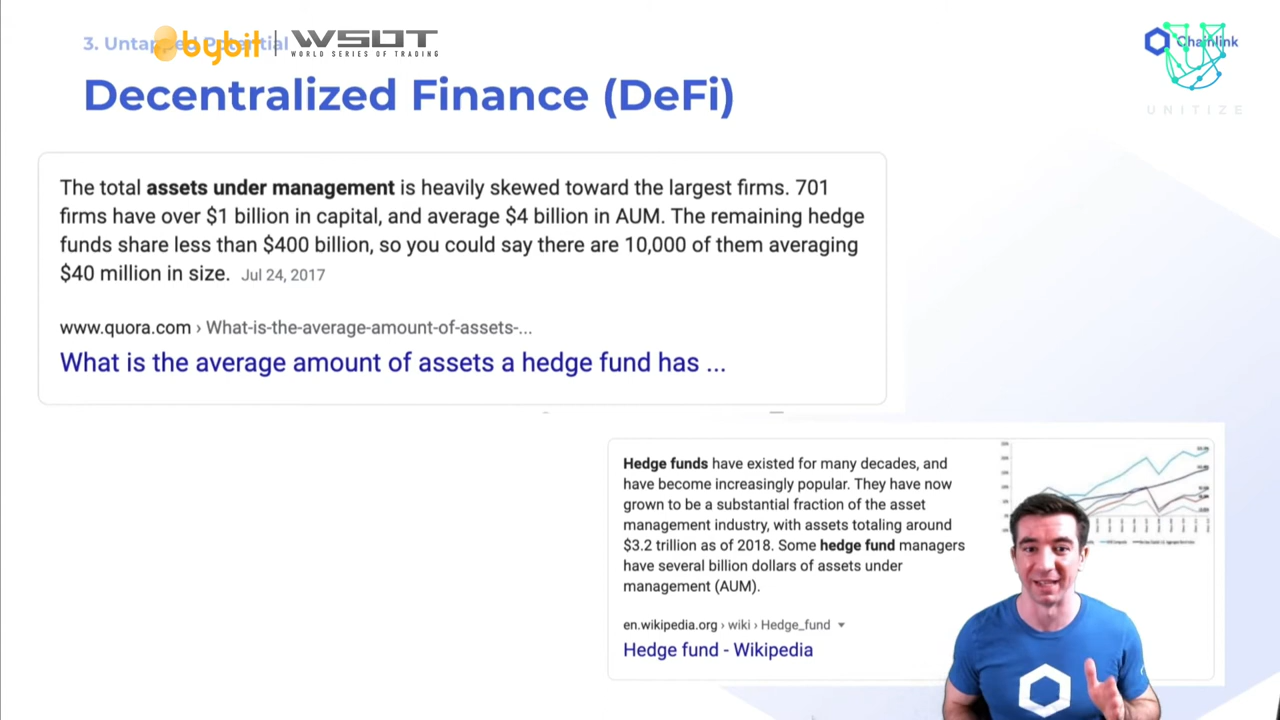 3. Untapped Potential
bybit | WSOT
WORLD SERIES OF TRADING
Chainlink
UNITIZE
Decentralized Finance (DeFi)
The total assets under management is heavily skewed toward the largest firms. 701
firms have over $1 billion in capital, and average $4 billion in AUM. The remaining hedge
funds share less than $400 billion, so you could say there are 10,000 of them averaging
$40 million in size. Jul 24, 2017
www.quora.com › What-is-the-average-amount-of-assets-...
What is the average amount of assets a hedge fund has ...
Hedge funds have existed for many decades, and
have become increasingly popular. They have now
grown to be a substantial fraction of the asset
management industry, with assets totaling around
$3.2 trillion as of 2018. Some hedge fund managers
have several billion dollars of assets under
management (AUM).
en.wikipedia.org › wiki › Hedge_fund
Hedge fund - Wikipedia